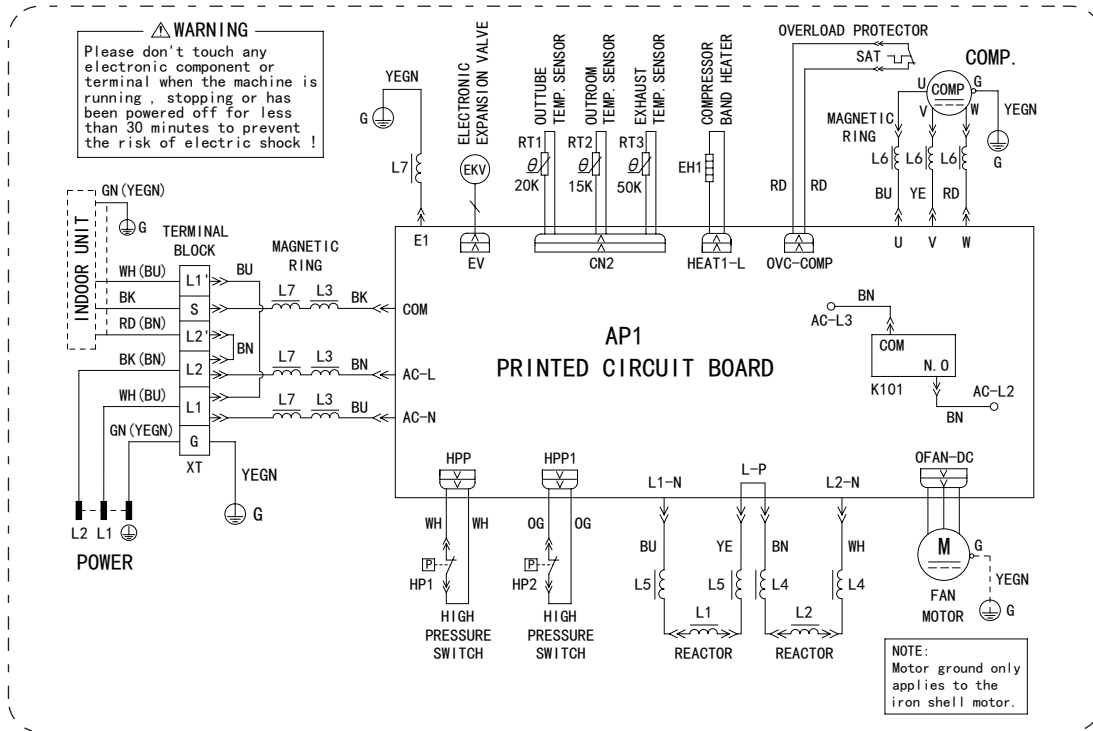 WARNING
Please don't touch any
electronic component or
terminal when the machine is
running , stopping or has
been powered off for less
than 30 minutes to prevent
the risk of electric shock !
YEGN
G
L7
ELECTRONIC
EXPANSION VALVE
EKV
OUTTUBE
TEMP. SENSOR
OUTROOM
TEMP. SENSOR
EXHAUST
TEMP. SENSOR
RT1
RT2
RT3
θ
θ
θ
20K
15K
50K
COMPRESSOR
BAND HEATER
EH1
OVERLOAD PROTECTOR
SAT
RD
RD
COMP.
U
COMP
G
V
W
YEGN
G
MAGNETIC
RING
L6
L6
L6
BU
YE
RD
E1
EV
CN2
HEAT1-L
OVC-COMP
U
V
W
GN(YEGN)
G
INDOOR UNIT
TERMINAL
BLOCK
MAGNETIC
RING
WH(BU)
L1'
BU
BK
S
L7
L3
BK
COM
RD(BN)
L2'
BN
BK(BN)
L2
L7
L3
BN
AC-L
WH(BU)
L1
L7
L3
BU
AC-N
GN(YEGN)
G
XT
YEGN
G
L2
L1
POWER
AP1
PRINTED CIRCUIT BOARD
BN
AC-L3
COM
N.O
K101
AC-L2
BN
HPP
HPP1
L1-N
L-P
L2-N
OFAN-DC
WH
WH
OG
OG
BU
YE
BN
WH
P
HP1
P
HP2
L5
L5
L4
L4
L1
L2
HIGH
PRESSURE
SWITCH
HIGH
PRESSURE
SWITCH
REACTOR
REACTOR
M
G
YEGN
G
FAN
MOTOR
NOTE:
Motor ground only
applies to the
iron shell motor.